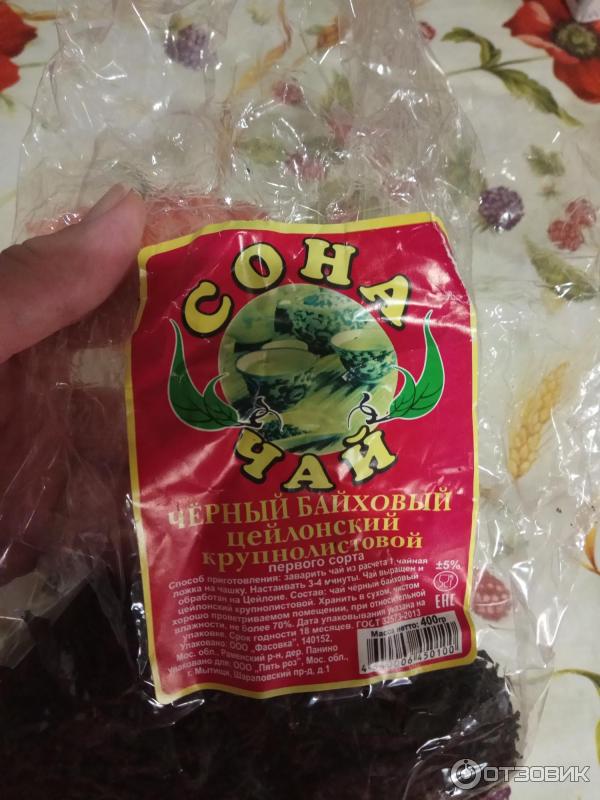 СОНА
ЧАЙ
ЧЁРНЫЙ БАЙХОВЫЙ
цейлонский
крупнолистовой
первого сорта
±5%
Способ приготовления: заварить чай из расчета 1 чайная
ложка на чашку. Настаивать 3-4 минуты. Чай выращен и
обработан на Цейлоне. Состав: чай чёрный байховый
цейлонский крупнолистовой. Хранить в сухом, чистом
хорошо проветриваемом помещении, при относительной
влажности, не более 70%. Дата упаковывания указана на
упаковке. Срок годности 18 месяцев. ГОСТ 32573-2013
Упаковано: ООО "Фасовка", 140152,
Мос. обл., Раменский р-н, дер. Панино
Упаковано для: ООО "Пять роз", Мос. обл.,
г. Мытищи, Шараповский пр-д, д.1
EAC
Масса нетто: 400гр
06450100
ОТЗОВИК